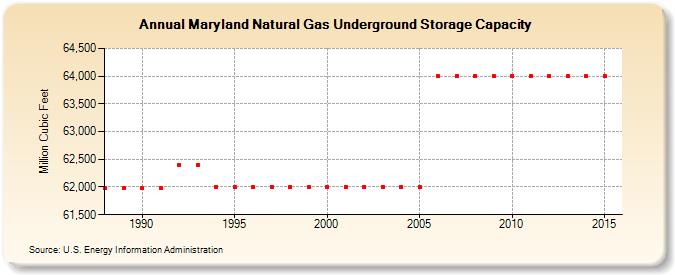 Annual Maryland Natural Gas Underground Storage Capacity
Million Cubic Feet
64,500
64,000
63,500
63,000
62,500
62,000
61,500
1990 1995 2000 2005 2010 2015
Source: U.S. Energy Information Administration